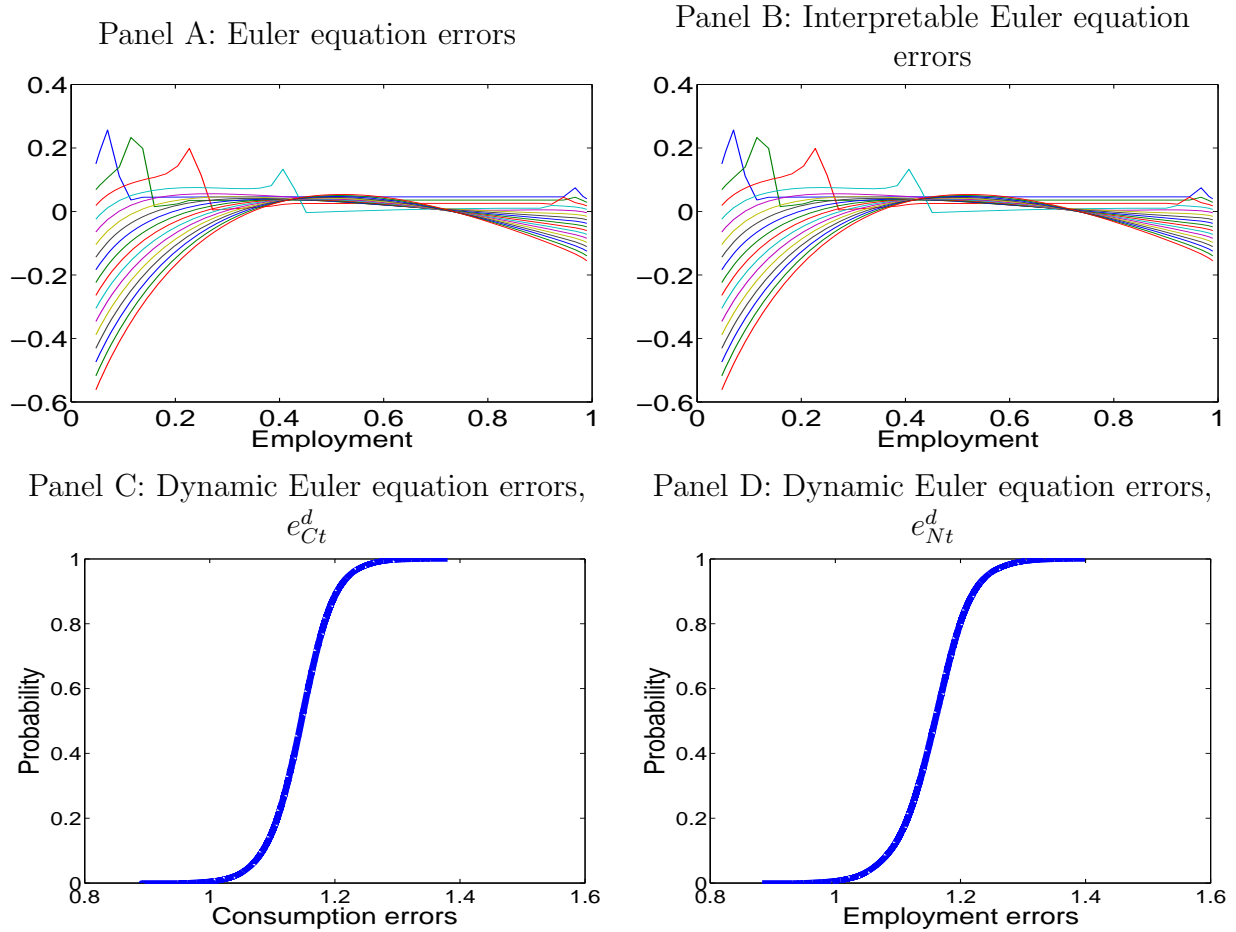 Panel A: Euler equation errors
0.4
0.2
0
−0.2
−0.4
−0.6
0 0.2 0.4 0.6 0.8 1
Employment
Panel B: Interpretable Euler equation
errors
0.4
0.2
0
−0.2
−0.4
−0.6
0 0.2 0.4 0.6 0.8 1
Employment
Panel C: Dynamic Euler equation errors,
e^d_{Ct}
1
0.8
0.6
0.4
0.2
0
Probability
0.8 1 1.2 1.4 1.6
Consumption errors
Panel D: Dynamic Euler equation errors,
e^d_{Nt}
1
0.8
0.6
0.4
0.2
0
Probability
0.8 1 1.2 1.4 1.6
Employment errors